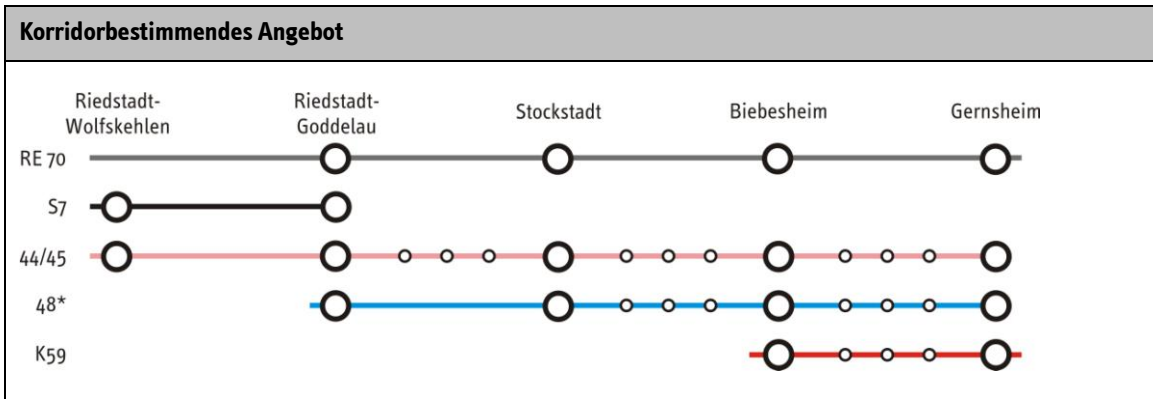 Korridorbestimmendes Angebot
Riedstadt-
Wolfskehlen
Riedstadt-
Goddelau
Stockstadt
Biebesheim
Gernsheim
RE 70
S7
44/45
48*
K59